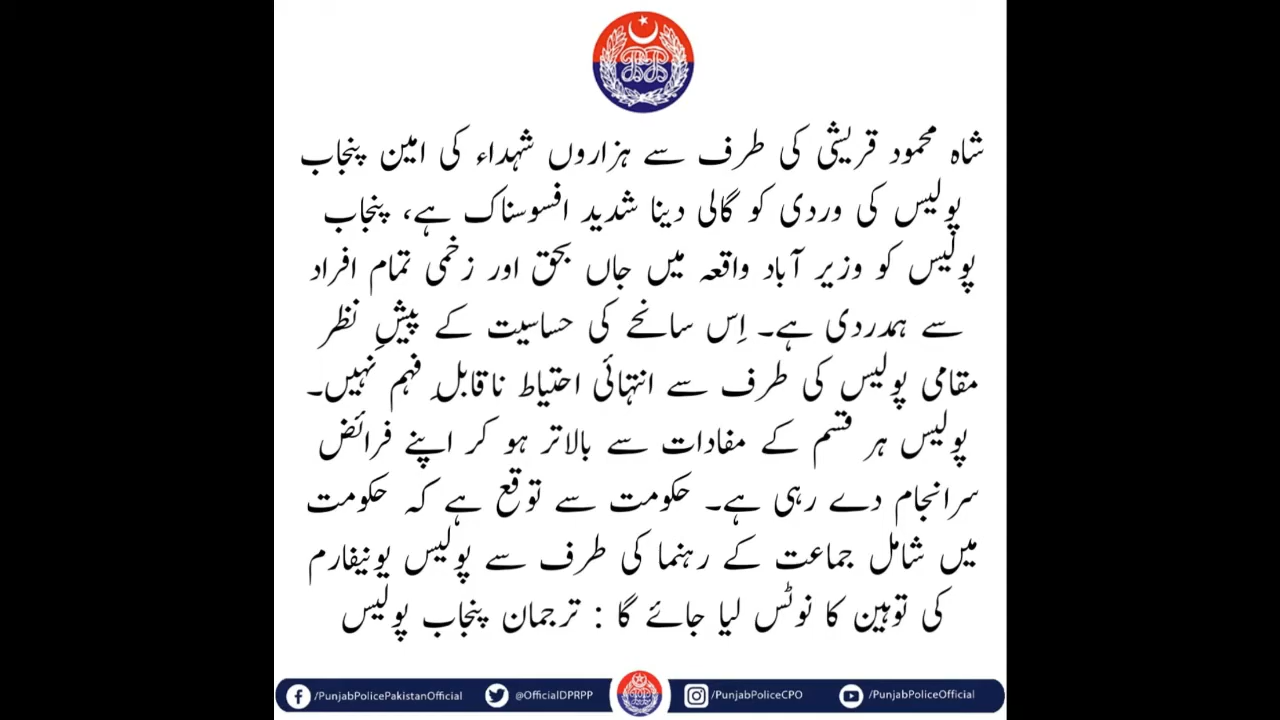 شاہ محمود قریشی کی طرف سے ہزاروں شہداء کی امین پنجاب
پولیس کی وردی کو گالی دینا شدید افسوسناک ہے، پنجاب
پولیس کو وزیر آباد واقعہ میں جاں بحق اور زخمی تمام افراد
سے ہمدردی ہے۔ اِس سانحے کی حساسیت کے پیشِ نظر
مقامی پولیس کی طرف سے انتہائی احتیاط ناقابلِ فہم نہیں۔
پولیس ہر قسم کے مفادات سے بالاتر ہو کر اپنے فرائض
سرانجام دے رہی ہے۔ حکومت سے توقع ہے کہ حکومت
میں شامل جماعت کے رہنما کی طرف سے پولیس یونیفارم
کی توہین کا نوٹس لیا جائے گا : ترجمان پنجاب پولیس
/PunjabPolicePakistanOfficial @OfficialDPRPP /PunjabPoliceCPO /PunjabPoliceOfficial